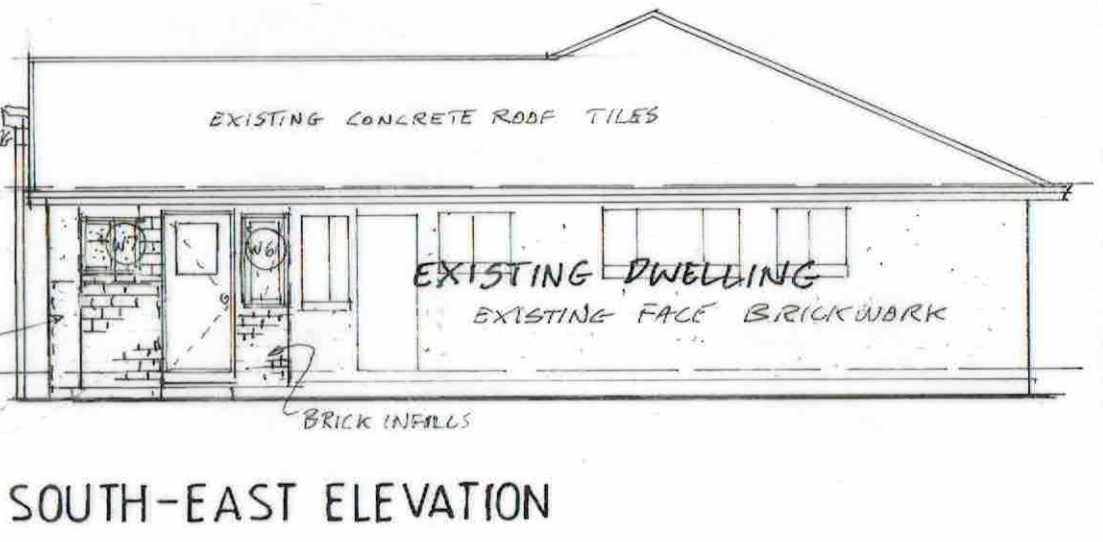 EXISTING CONCRETE ROOF TILES
W7
W6
EXISTING DWELLING
EXISTING FACE BRICKWORK
BRICK INFILLS
SOUTH-EAST ELEVATION